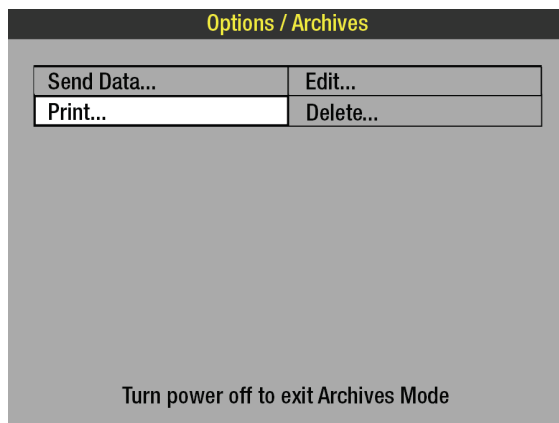 Options / Archives
Send Data...
Edit...
Print...
Delete...
Turn power off to exit Archives Mode